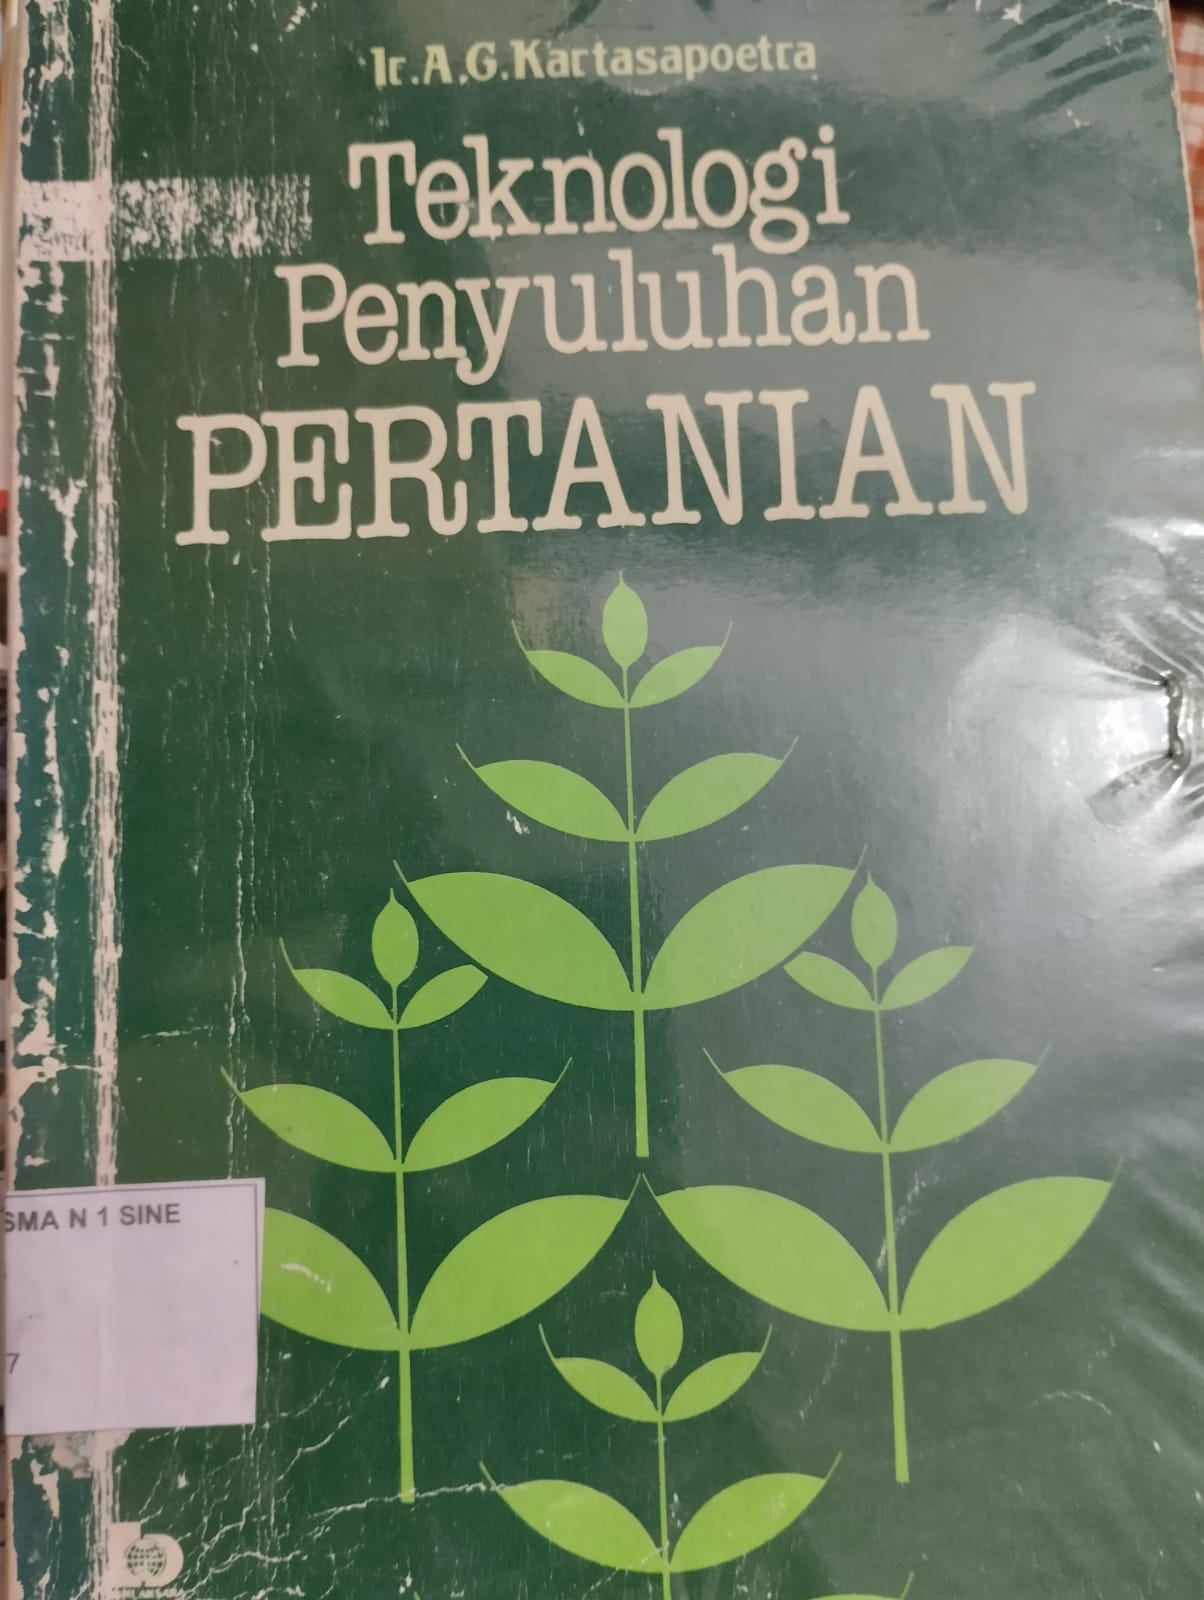 Ir.A.G.Kartasapoetra
Teknologi
Penyuluhan
PERTANIAN
SMA N 1 SINE
7